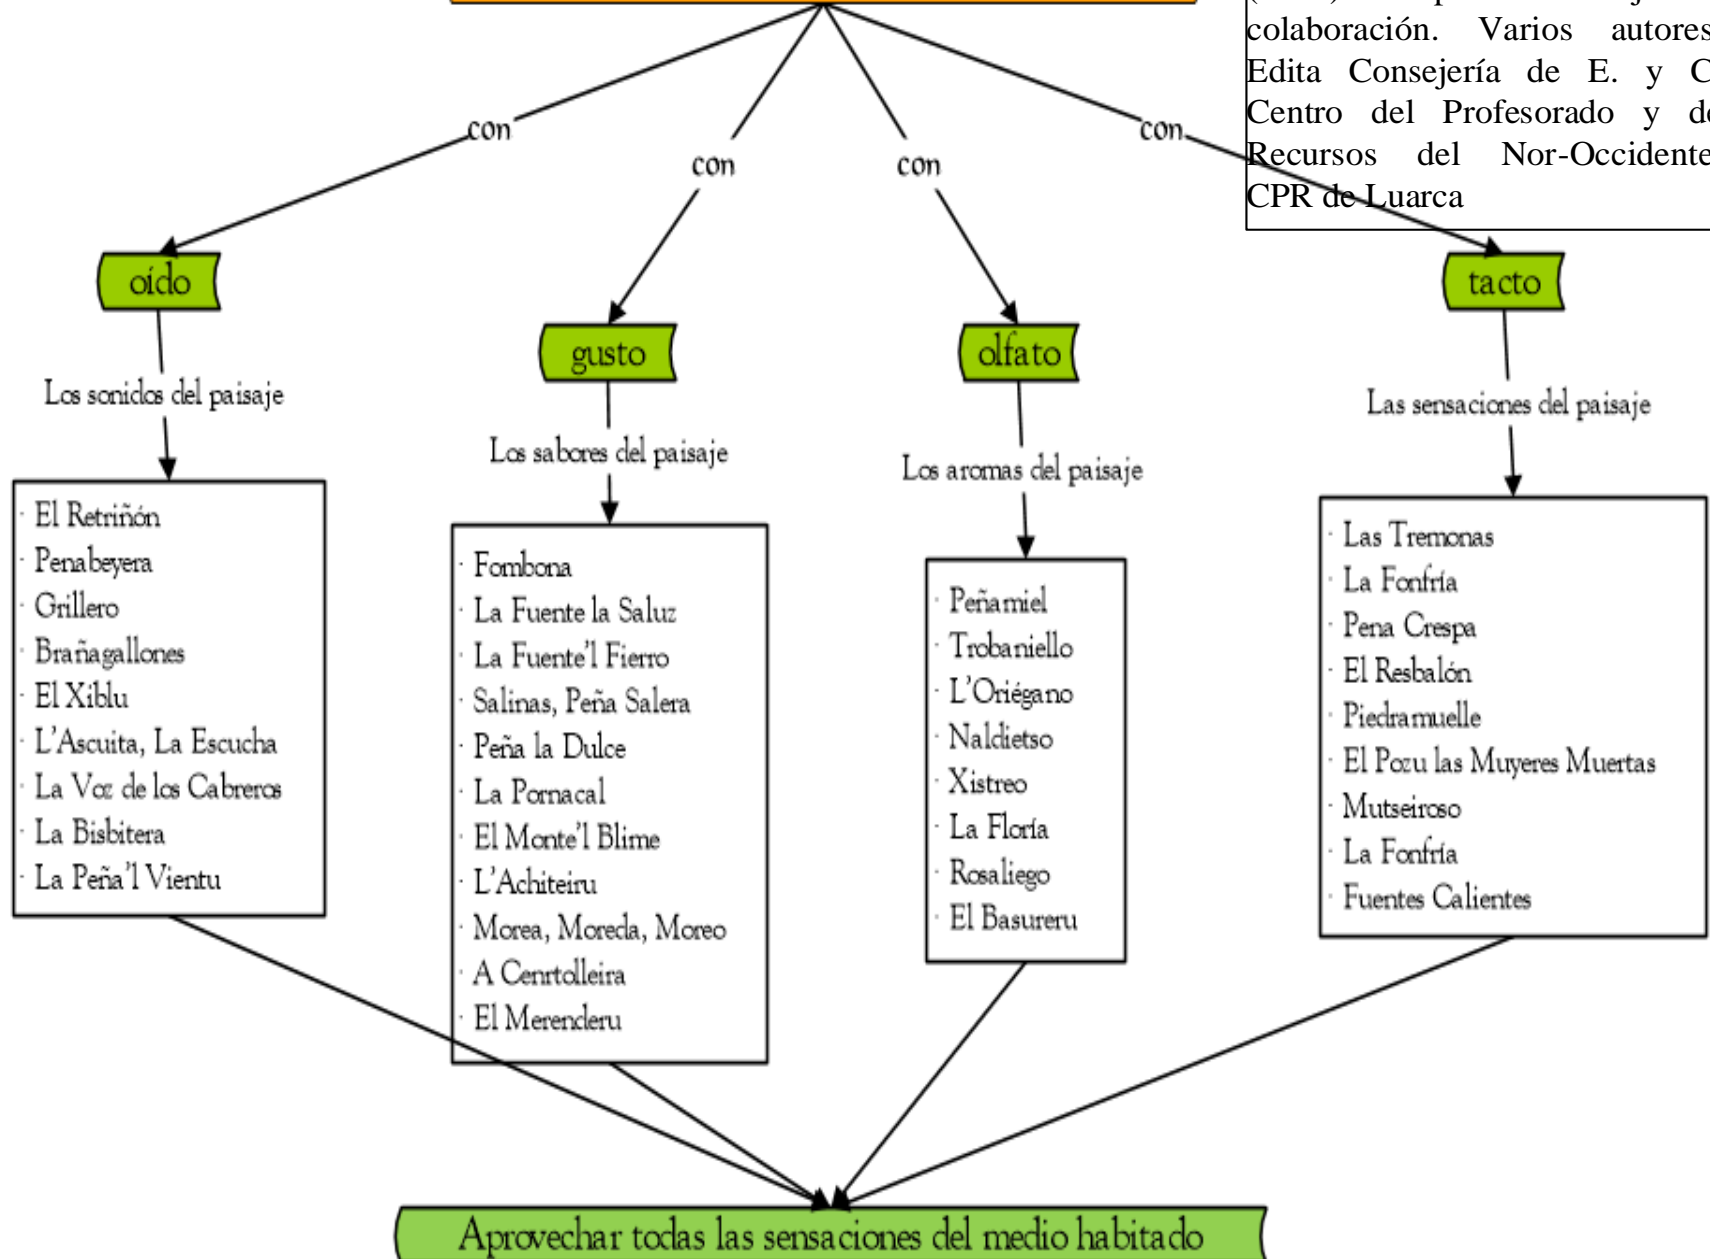 colaboración. Varios autores
Edita Consejería de E. y C
Centro del Profesorado y de
Recursos del Nor-Occidente
CPR de Luarca
con
con
con
con
oído
gusto
olfato
tacto
Los sonidos del paisaje
Los sabores del paisaje
Los aromas del paisaje
Las sensaciones del paisaje
· El Retriñón
· Penabeyera
· Grillero
· Brañagallones
· El Xiblu
· L'Ascuita, La Escucha
· La Voz de los Cabreros
· La Bisbitera
· La Peña'l Vientu
· Fombona
· La Fuente la Saluz
· La Fuente'l Fierro
· Salinas, Peña Salera
· Peña la Dulce
· La Pornacal
· El Monte'l Blime
· L'Achiteiru
· Morea, Moreda, Moreo
· A Cenrtolleira
· El Merenderu
· Peñamiel
· Trobaniello
· L'Oriégano
· Naldietso
· Xistreo
· La Floría
· Rosaliego
· El Basureru
· Las Tremonas
· La Fonfría
· Pena Crespa
· El Resbalón
· Piedramuelle
· El Pozu las Muyeres Muertas
· Mutseiroso
· La Fonfría
· Fuentes Calientes
Aprovechar todas las sensaciones del medio habitado